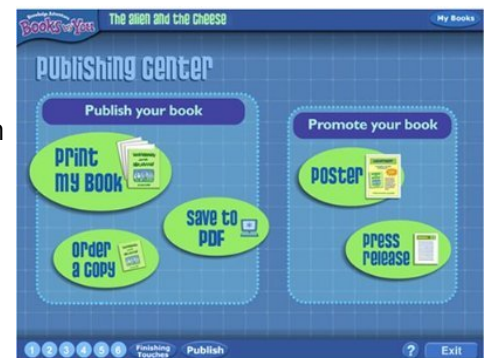 Books by You
The Alien and the Cheese
My Books
Publishing Center
Publish your book
Promote your book
Print
My Book
Poster
Save to
PDF
Order
a Copy
Press
Release
1 2 3 4 5 6
Finishing
Touches
Publish
?
Exit